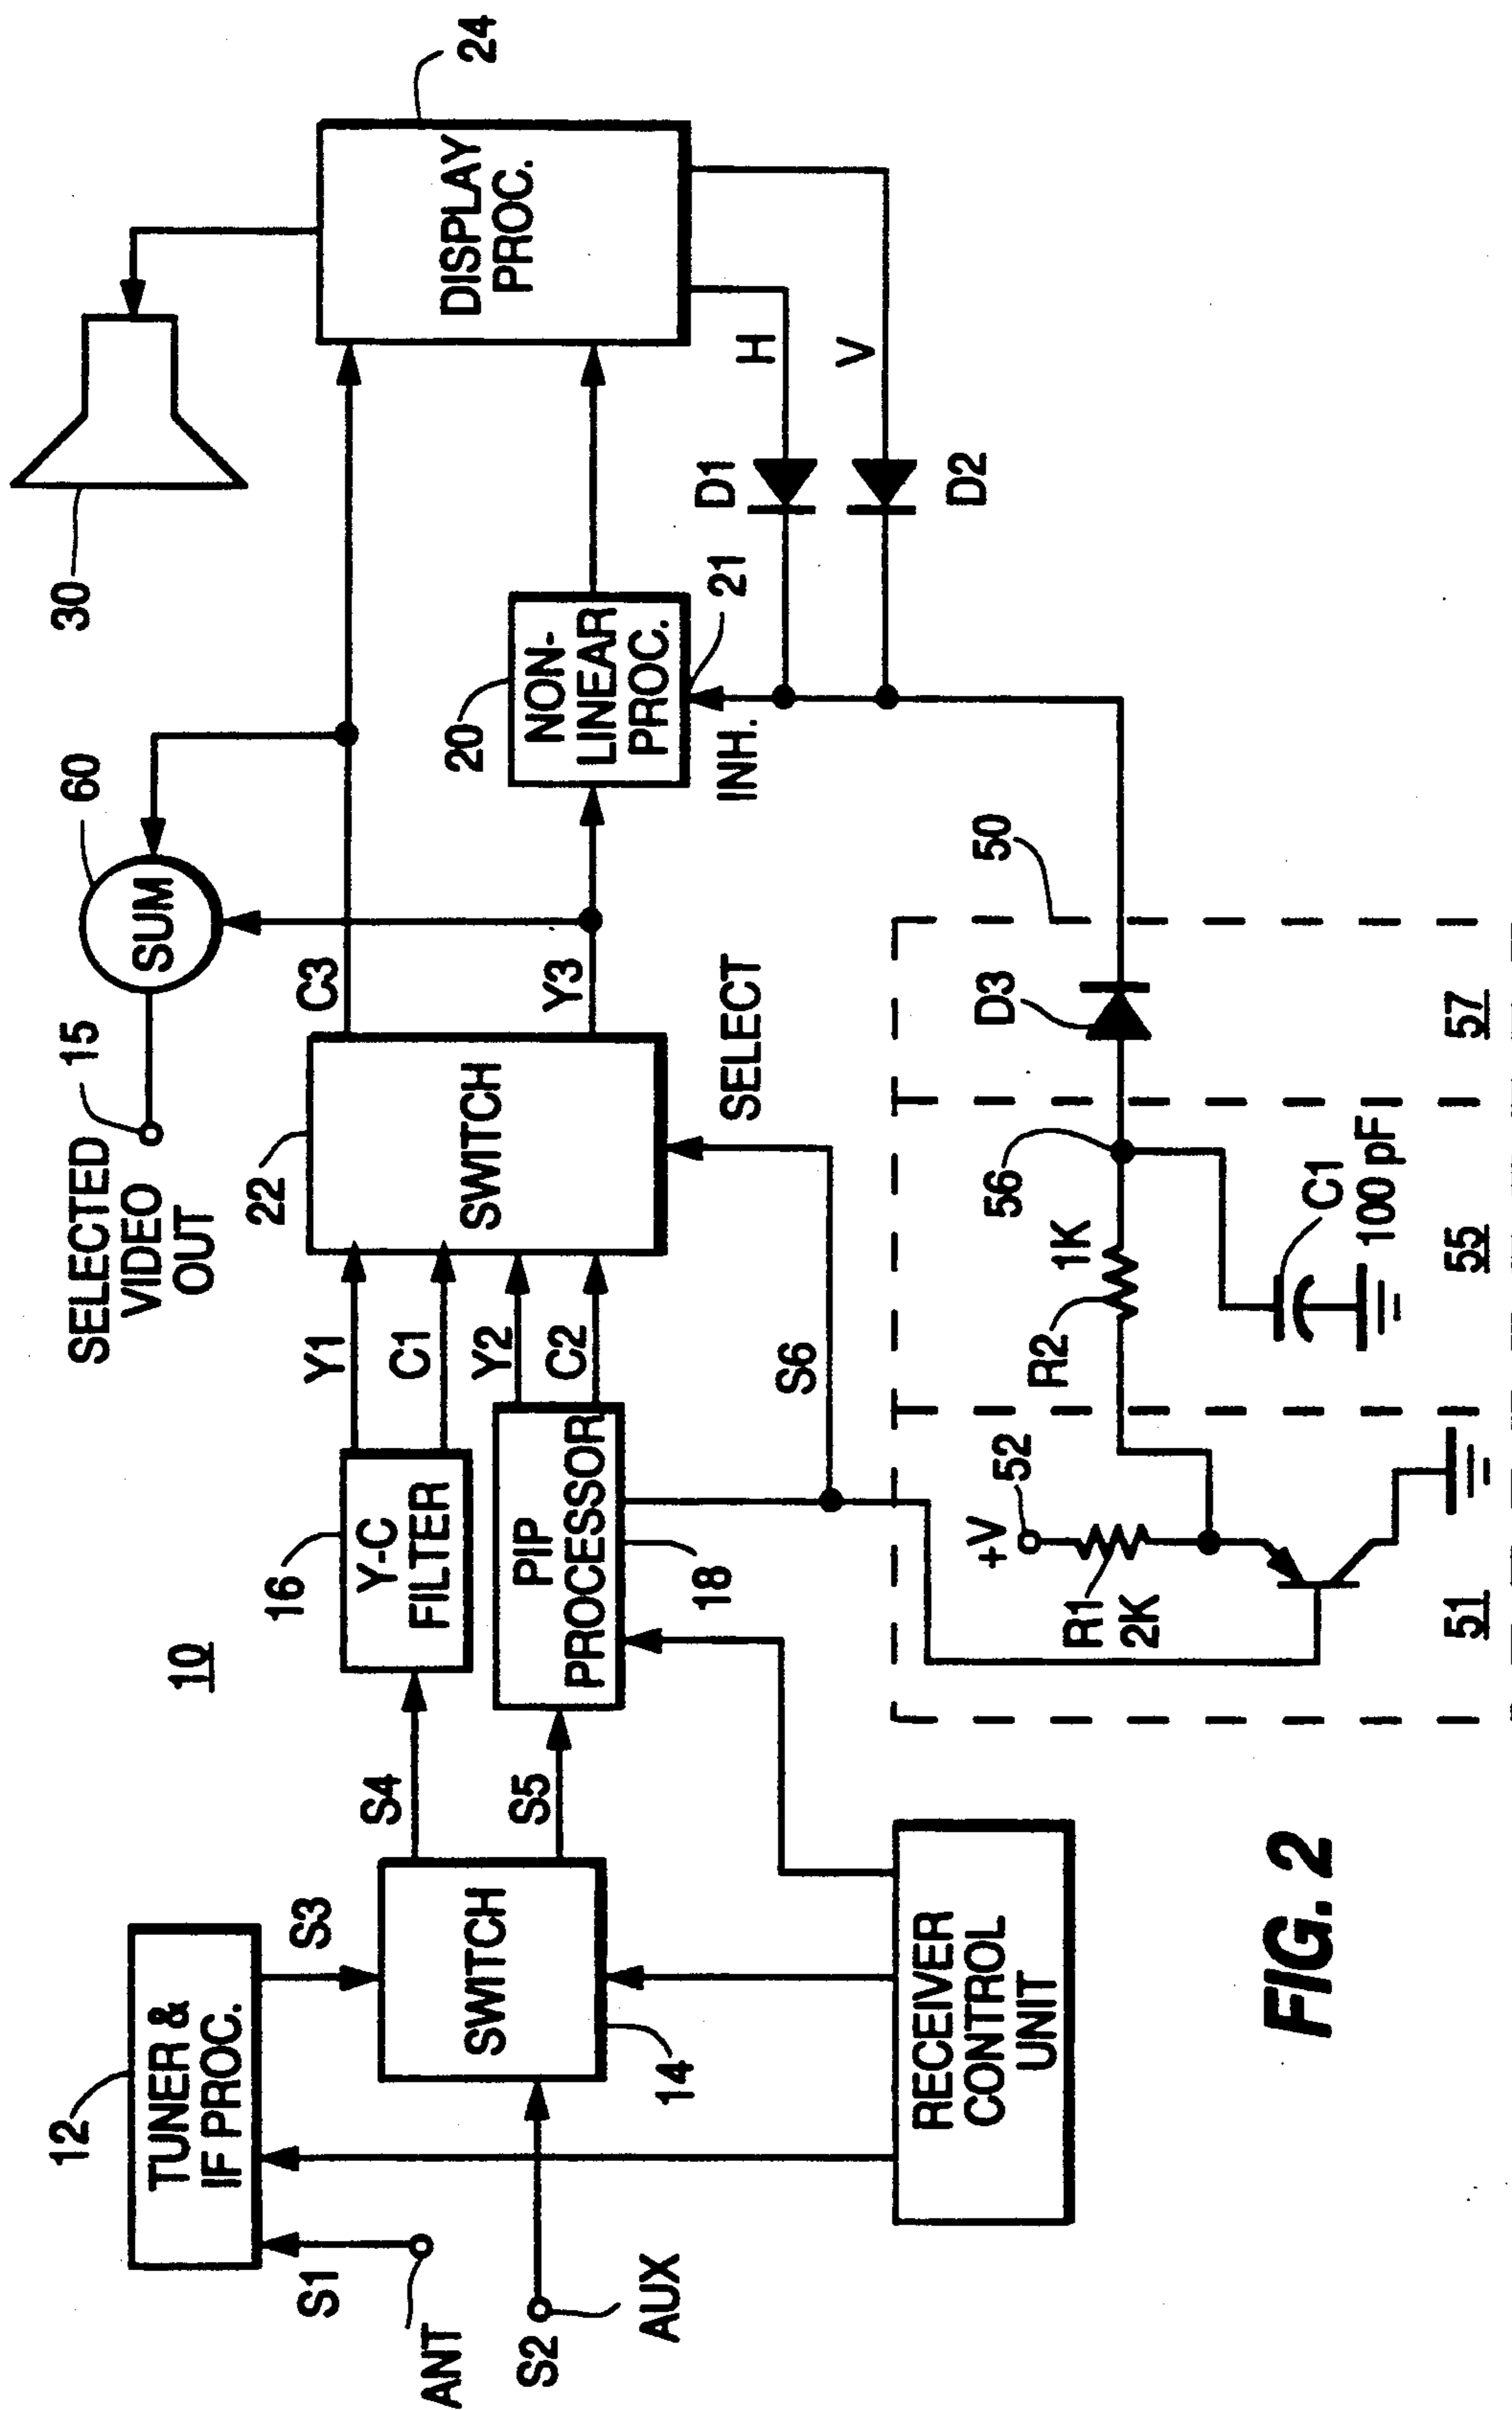 10
12
TUNER &
IF PROC.
S1
ANT
S2
AUX
S3
SWITCH
14
RECEIVER
CONTROL
UNIT
S4
S5
16
Y-C
FILTER
PIP
PROCESSOR
18
Y1
C1
Y2
C2
S6
22
SWITCH
SELECT
SELECTED
VIDEO
OUT
15
60
SUM
C3
Y3
20
NON-
LINEAR
PROC.
INH.
21
30
24
DISPLAY
PROC.
H
V
D1
D2
50
+V
52
R1
2K
51
R2
1K
56
C1
100 pF
55
D3
57
FIG. 2